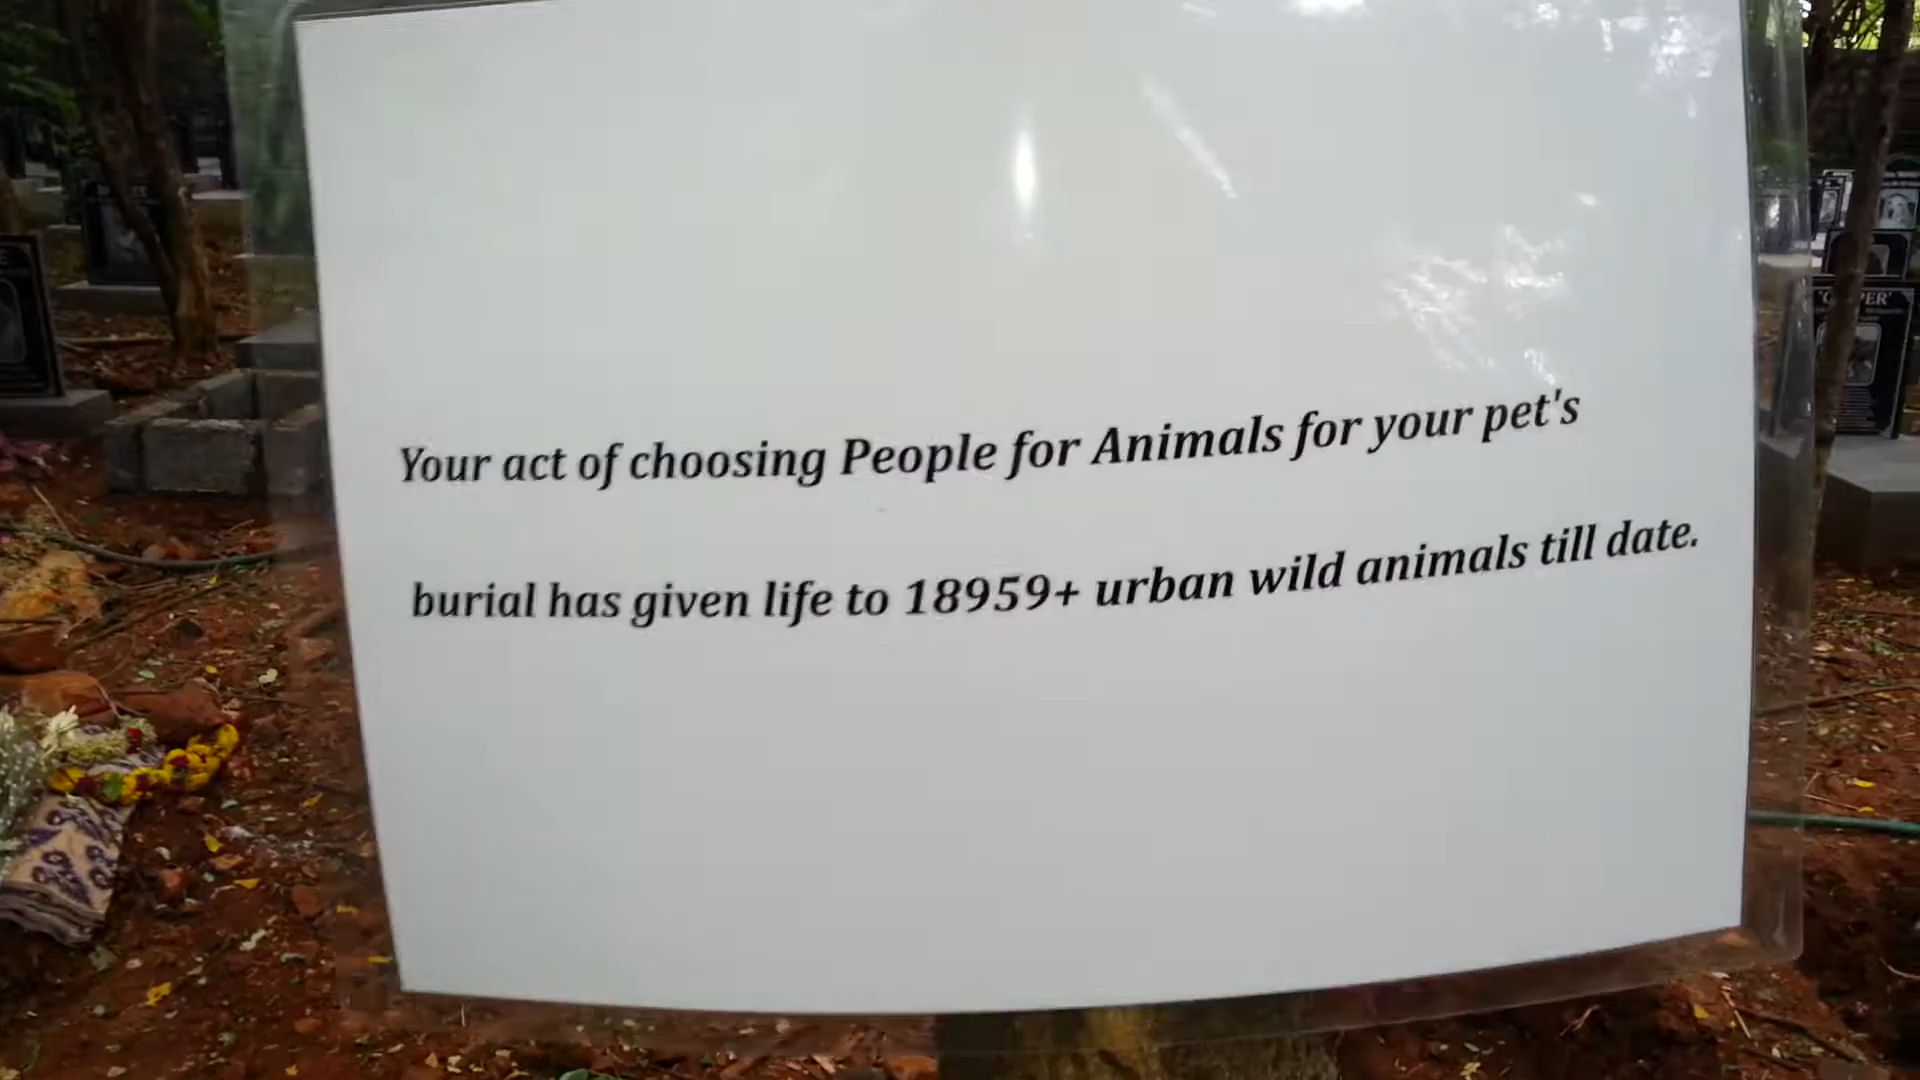 Your act of choosing People for Animals for your pet's
burial has given life to 18959+ urban wild animals till date.